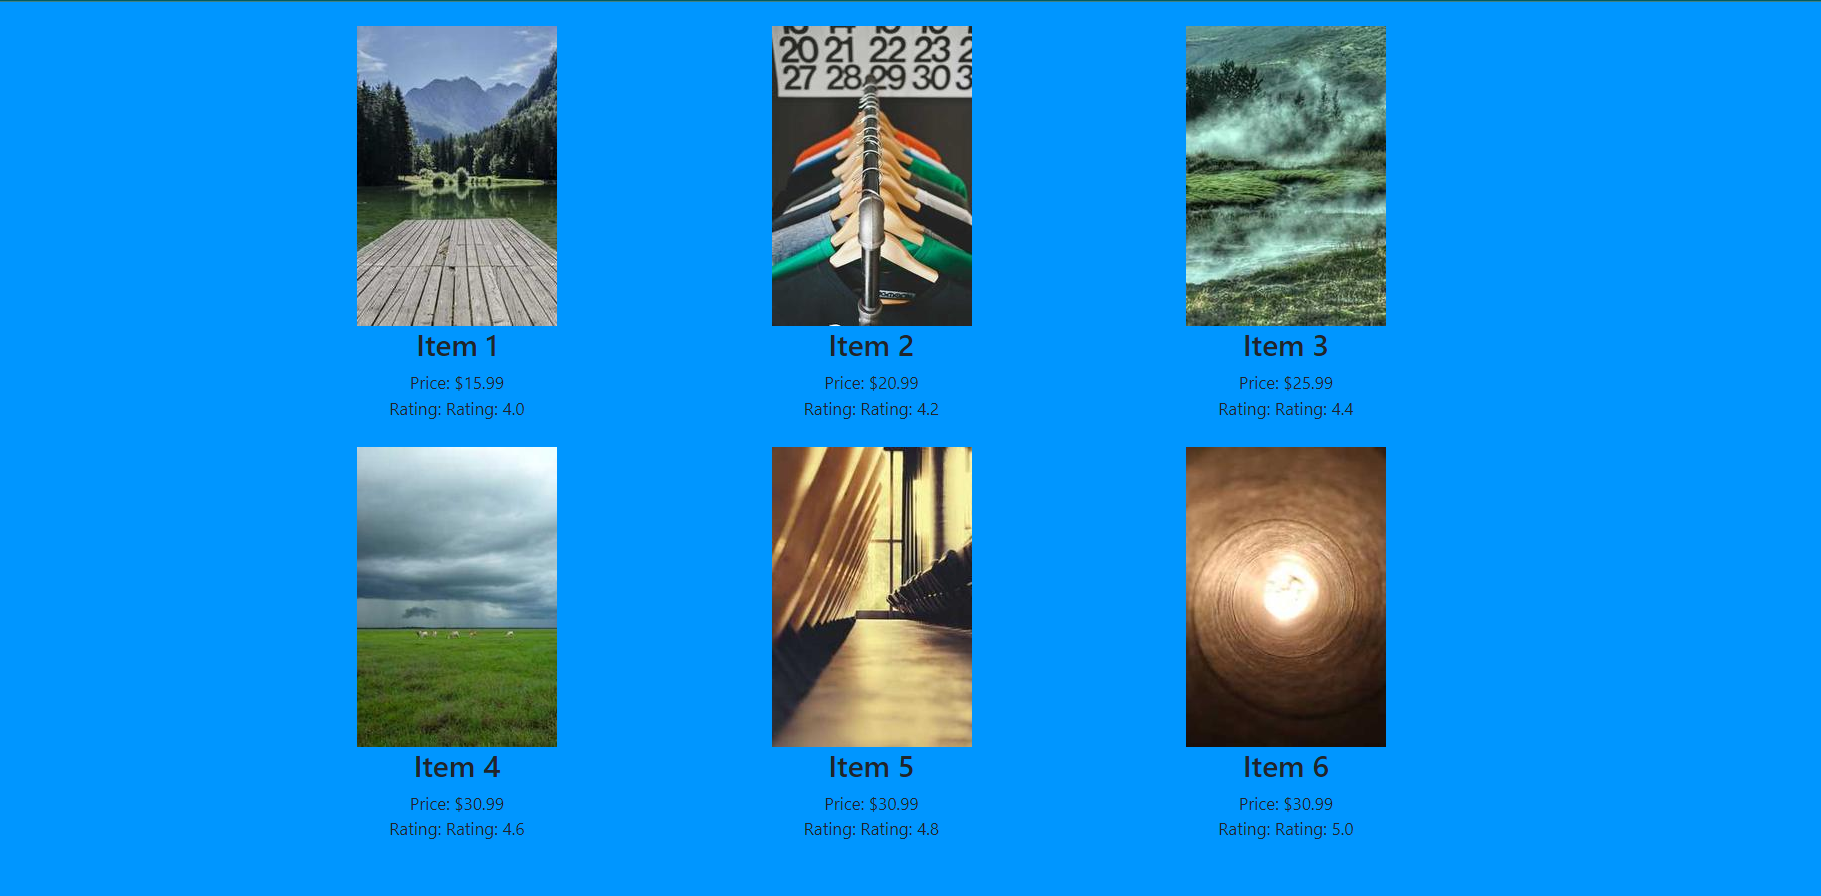 20 21 22 23
27 28 29 30 3
Item 1
Price: $15.99
Rating: Rating: 4.0
Item 2
Price: $20.99
Rating: Rating: 4.2
Item 3
Price: $25.99
Rating: Rating: 4.4
Item 4
Price: $30.99
Rating: Rating: 4.6
Item 5
Price: $30.99
Rating: Rating: 4.8
Item 6
Price: $30.99
Rating: Rating: 5.0